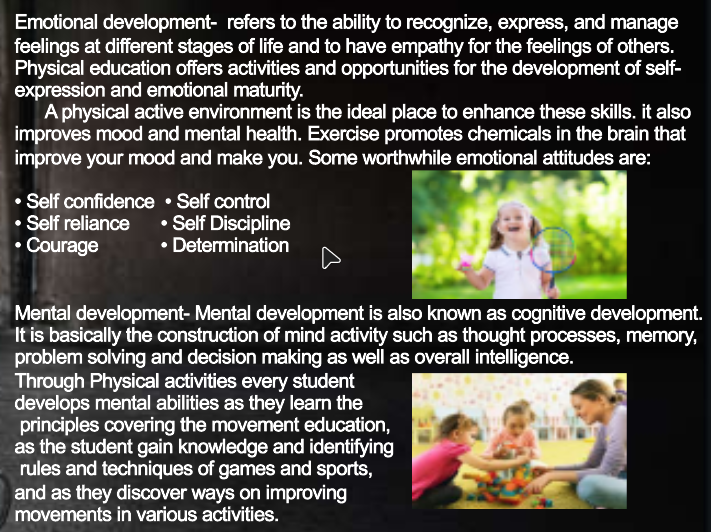 Emotional development-  refers to the ability to recognize, express, and manage
feelings at different stages of life and to have empathy for the feelings of others.
Physical education offers activities and opportunities for the development of self-
expression and emotional maturity.
A physical active environment is the ideal place to enhance these skills. it also
improves mood and mental health. Exercise promotes chemicals in the brain that
improve your mood and make you. Some worthwhile emotional attitudes are:
• Self confidence • Self control
• Self reliance • Self Discipline
• Courage • Determination
Mental development- Mental development is also known as cognitive development.
It is basically the construction of mind activity such as thought processes, memory,
problem solving and decision making as well as overall intelligence.
Through Physical activities every student
develops mental abilities as they learn the
principles covering the movement education,
as the student gain knowledge and identifying
rules and techniques of games and sports,
and as they discover ways on improving
movements in various activities.